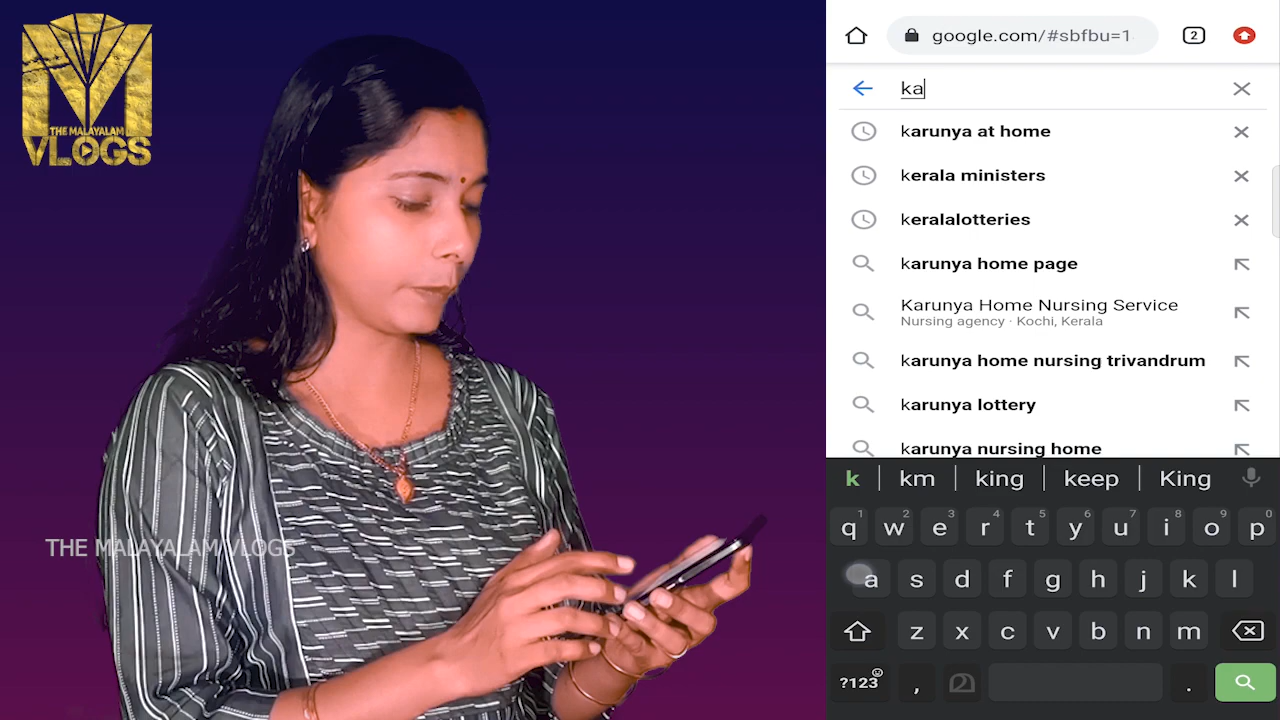 THE MALAYALAM
VLOGS
THE MALAYALAM VLOGS
google.com/#sbfbu=1
2
ka
karunya at home
kerala ministers
keralalotteries
karunya home page
Karunya Home Nursing Service
Nursing agency · Kochi, Kerala
karunya home nursing trivandrum
karunya lottery
karunya nursing home
k km king keep King
1 2 3 4 5 6 7 8 9 0
q w e r t y u i o p
a s d f g h j k l
z x c v b n m
?123 , മ .